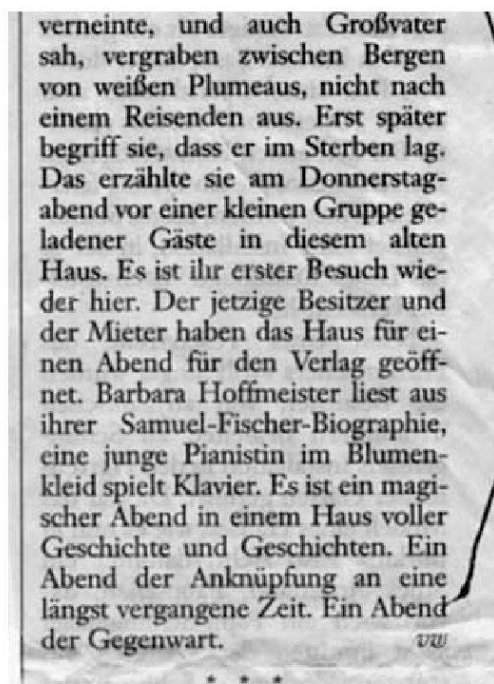 verneinte, und auch Großvater
sah, vergraben zwischen Bergen
von weißen Plumeaus, nicht nach
einem Reisenden aus. Erst später
begriff sie, dass er im Sterben lag.
Das erzählte sie am Donnerstag-
abend vor einer kleinen Gruppe ge-
ladener Gäste in diesem alten
Haus. Es ist ihr erster Besuch wie-
der hier. Der jetzige Besitzer und
der Mieter haben das Haus für ei-
nen Abend für den Verlag geöff-
net. Barbara Hoffmeister liest aus
ihrer Samuel-Fischer-Biographie,
eine junge Pianistin im Blumen-
kleid spielt Klavier. Es ist ein magi-
scher Abend in einem Haus voller
Geschichte und Geschichten. Ein
Abend der Anknüpfung an eine
längst vergangene Zeit. Ein Abend
der Gegenwart. vw
* * *